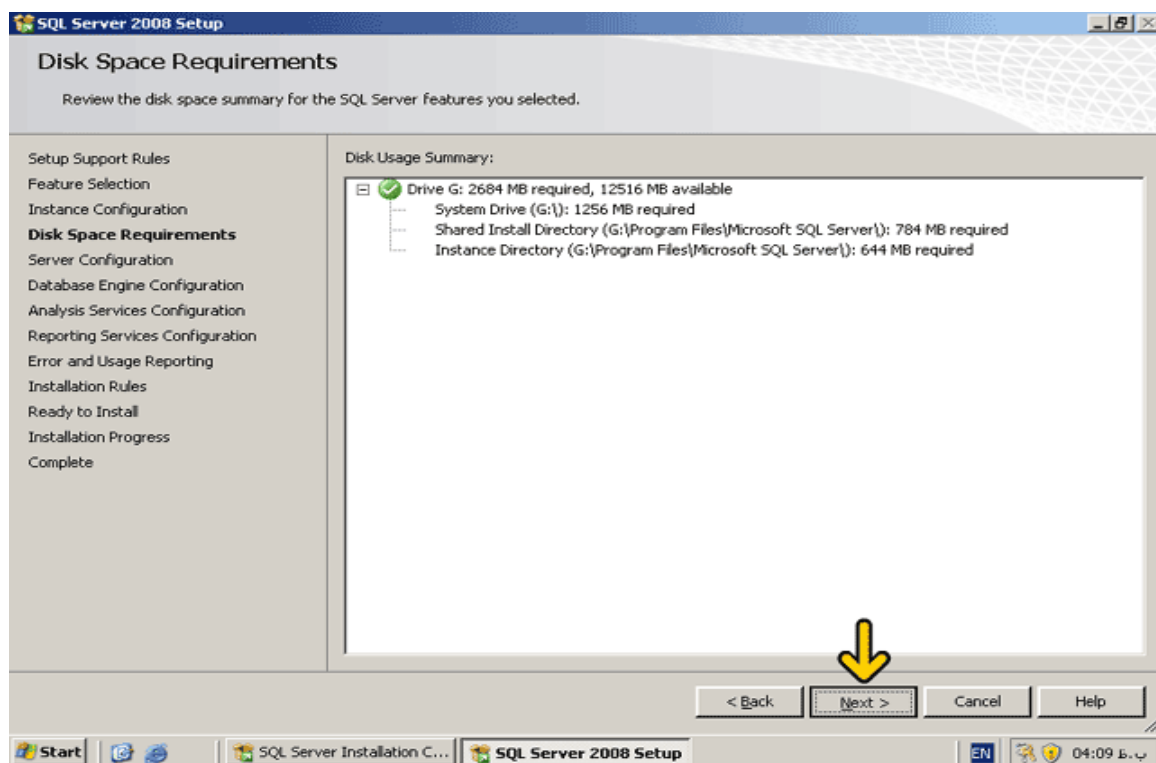 SQL Server 2008 Setup
Disk Space Requirements
Review the disk space summary for the SQL Server features you selected.
Setup Support Rules
Feature Selection
Instance Configuration
Disk Space Requirements
Server Configuration
Database Engine Configuration
Analysis Services Configuration
Reporting Services Configuration
Error and Usage Reporting
Installation Rules
Ready to Install
Installation Progress
Complete
Disk Usage Summary:
Drive G: 2684 MB required, 12516 MB available
System Drive (G:\): 1256 MB required
Shared Install Directory (G:\Program Files\Microsoft SQL Server\): 784 MB required
Instance Directory (G:\Program Files\Microsoft SQL Server\): 644 MB required
< Back
Next >
Cancel
Help
Start
SQL Server Installation C...
SQL Server 2008 Setup
EN
04:09 ب.ظ